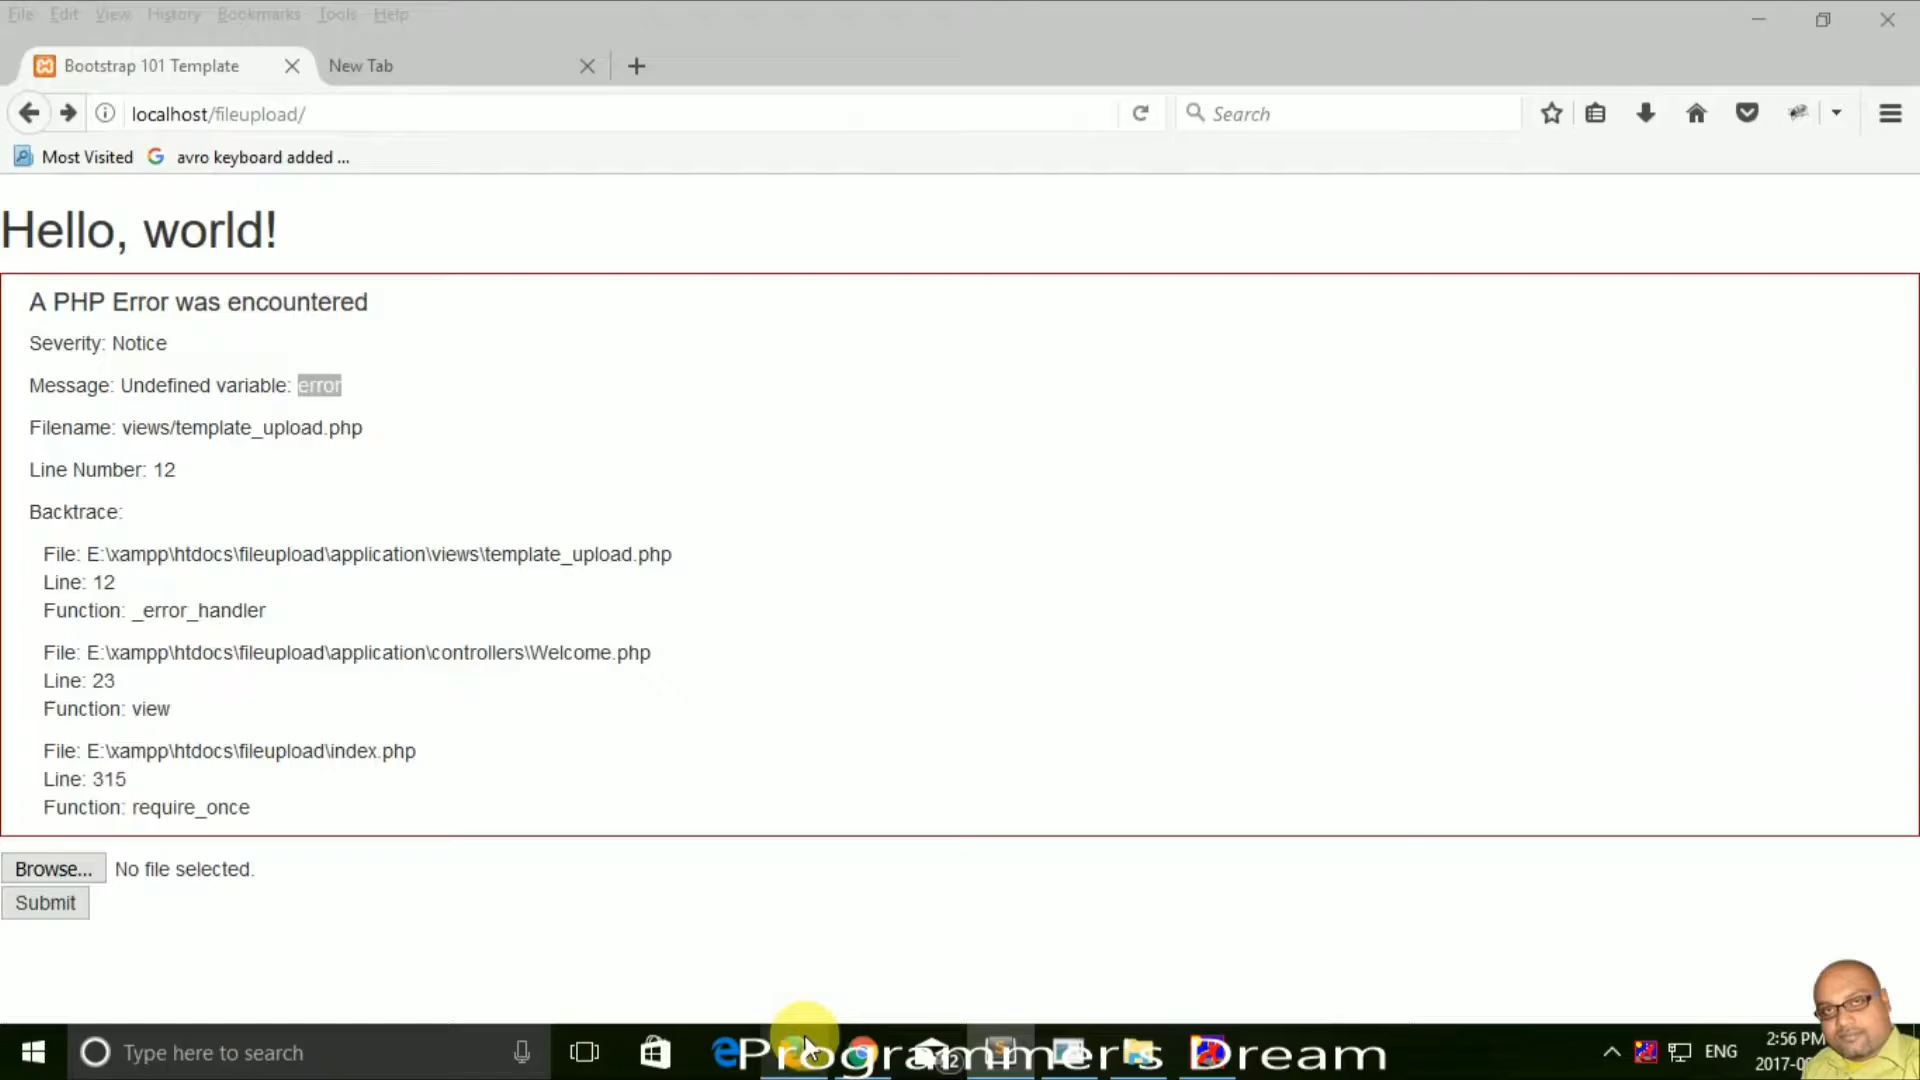 File Edit View History Bookmarks Tools Help
Bootstrap 101 Template
New Tab
localhost/fileupload/
Search
Most Visited
avro keyboard added ...
Hello, world!
A PHP Error was encountered
Severity: Notice
Message: Undefined variable: error
Filename: views/template_upload.php
Line Number: 12
Backtrace:
File: E:\xampp\htdocs\fileupload\application\views\template_upload.php
Line: 12
Function: _error_handler
File: E:\xampp\htdocs\fileupload\application\controllers\Welcome.php
Line: 23
Function: view
File: E:\xampp\htdocs\fileupload\index.php
Line: 315
Function: require_once
Browse... No file selected.
Submit
Type here to search
Programmer's Dream
ENG
2:56 PM